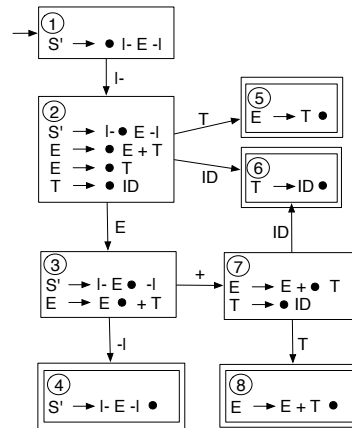 1
S' → ● I- E -I
I-
2
S' → I- ● E -I
E → ● E + T
E → ● T
T → ● ID
T
5
E → T ●
ID
6
T → ID ●
E
ID
3
S' → I- E ● -I
E → E ● + T
+
7
E → E + ● T
T → ● ID
-I
T
4
S' → I- E -I ●
8
E → E + T ●